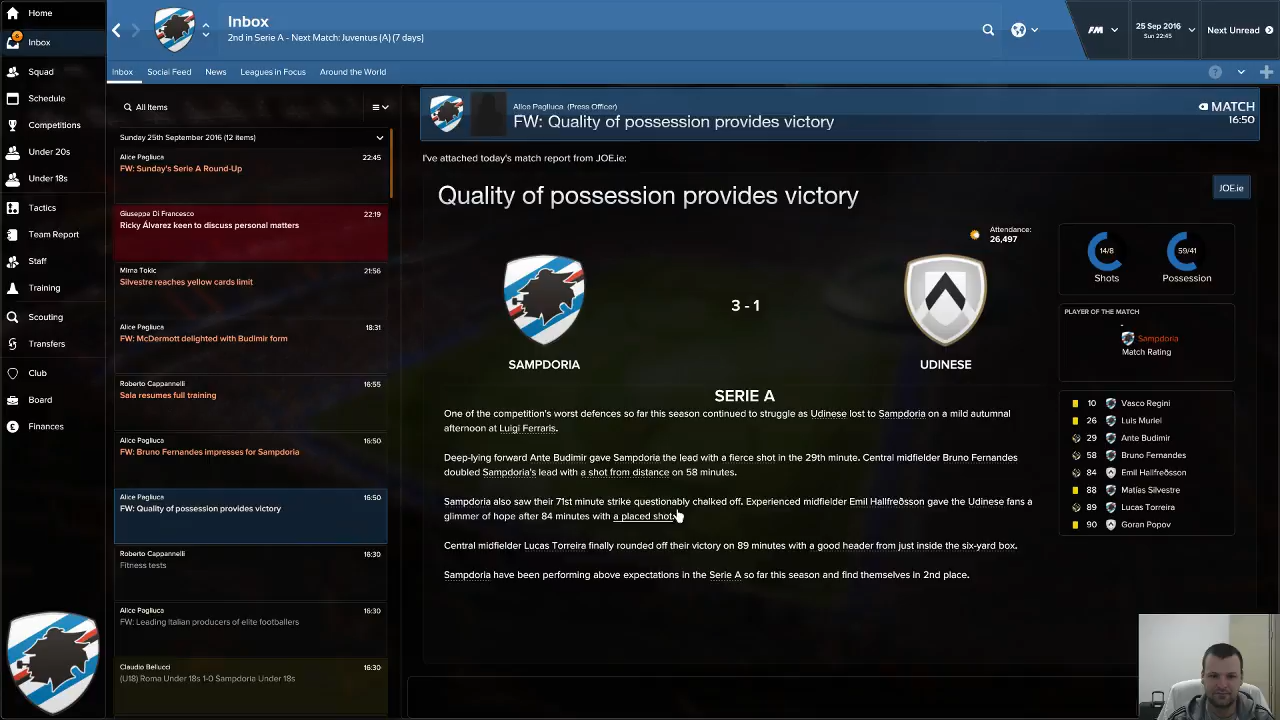 Home
6
Inbox
Squad
Schedule
Competitions
Under 20s
Under 18s
Tactics
Team Report
Staff
Training
Scouting
Transfers
Club
Board
Finances
Inbox
2nd in Serie A - Next Match: Juventus (A) (7 days)
FM
25 Sep 2016
Sun 22:45
Next Unread
Inbox
Social Feed
News
Leagues in Focus
Around the World
?
All Items
Sunday 25th September 2016 (12 items)
Alice Pagliuca 22:45
FW: Sunday's Serie A Round-Up
Giuseppe Di Francesco 22:19
Ricky Álvarez keen to discuss personal matters
Mirna Tokic 21:56
Silvestre reaches yellow cards limit
Alice Pagliuca 18:31
FW: McDermott delighted with Budimir form
Roberto Cappannelli 16:55
Sala resumes full training
Alice Pagliuca 16:50
FW: Bruno Fernandes impresses for Sampdoria
Alice Pagliuca 16:50
FW: Quality of possession provides victory
Roberto Cappannelli 16:30
Fitness tests
Alice Pagliuca 16:30
FW: Leading Italian producers of elite footballers
Claudio Bellucci 16:30
(U18) Roma Under 18s 1-0 Sampdoria Under 18s
Alice Pagliuca (Press Officer)
FW: Quality of possession provides victory
MATCH
16:50
I've attached today's match report from JOE.ie:
Quality of possession provides victory
JOE.ie
Attendance:
26,497
3 - 1
SAMPDORIA
UDINESE
SERIE A
One of the competition's worst defences so far this season continued to struggle as Udinese lost to Sampdoria on a mild autumnal
afternoon at Luigi Ferraris.
Deep-lying forward Ante Budimir gave Sampdoria the lead with a fierce shot in the 29th minute. Central midfielder Bruno Fernandes
doubled Sampdoria's lead with a shot from distance on 58 minutes.
Sampdoria also saw their 71st minute strike questionably chalked off. Experienced midfielder Emil Hallfreðsson gave the Udinese fans a
glimmer of hope after 84 minutes with a placed shot.
Central midfielder Lucas Torreira finally rounded off their victory on 89 minutes with a good header from just inside the six-yard box.
Sampdoria have been performing above expectations in the Serie A so far this season and find themselves in 2nd place.
14/8
Shots
59/41
Possession
PLAYER OF THE MATCH
-
Sampdoria
Match Rating
10 Vasco Regini
26 Luis Muriel
29 Ante Budimir
58 Bruno Fernandes
84 Emil Hallfreðsson
88 Matías Silvestre
89 Lucas Torreira
90 Goran Popov